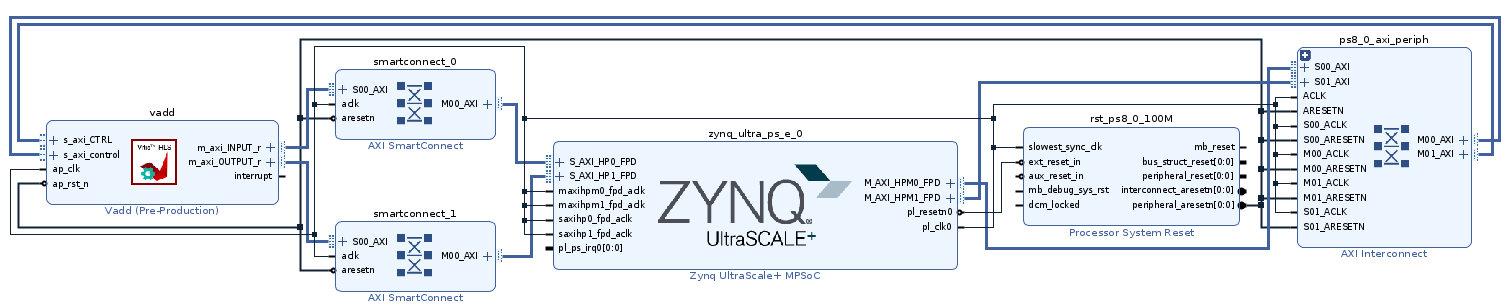 vadd
s_axi_CTRL
s_axi_control
ap_clk
ap_rst_n
Vitis™ HLS
m_axi_INPUT_r
m_axi_OUTPUT_r
interrupt
Vadd (Pre-Production)
smartconnect_0
S00_AXI
aclk
aresetn
M00_AXI
AXI SmartConnect
smartconnect_1
S00_AXI
aclk
aresetn
M00_AXI
AXI SmartConnect
zynq_ultra_ps_e_0
S_AXI_HP0_FPD
S_AXI_HP1_FPD
maxihpm0_fpd_aclk
maxihpm1_fpd_aclk
saxihp0_fpd_aclk
saxihp1_fpd_aclk
pl_ps_irq0[0:0]
ZYNQ
UltraSCALE+
M_AXI_HPM0_FPD
M_AXI_HPM1_FPD
pl_resetn0
pl_clk0
Zynq UltraScale+ MPSoC
rst_ps8_0_100M
slowest_sync_clk
ext_reset_in
aux_reset_in
mb_debug_sys_rst
dcm_locked
mb_reset
bus_struct_reset[0:0]
peripheral_reset[0:0]
interconnect_aresetn[0:0]
peripheral_aresetn[0:0]
Processor System Reset
ps8_0_axi_periph
S00_AXI
S01_AXI
ACLK
ARESETN
S00_ACLK
S00_ARESETN
M00_ACLK
M00_ARESETN
M01_ACLK
M01_ARESETN
S01_ACLK
S01_ARESETN
M00_AXI
M01_AXI
AXI Interconnect